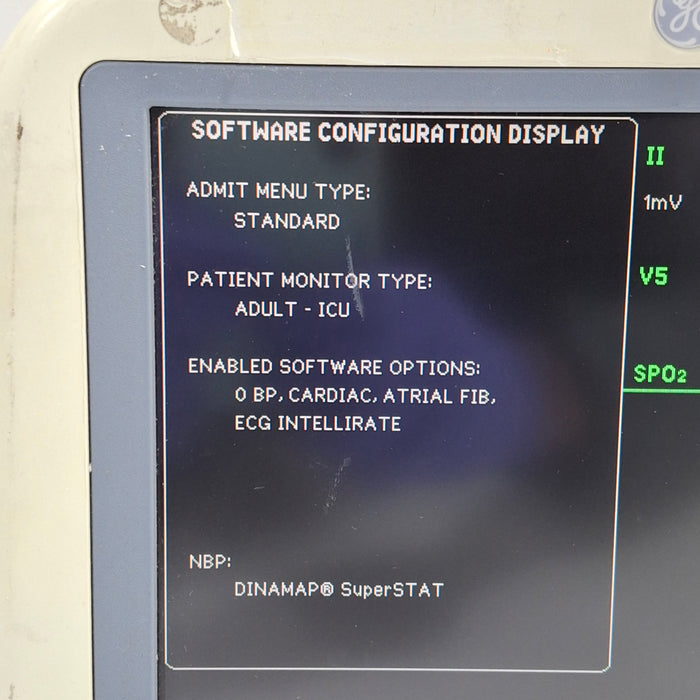 SOFTWARE CONFIGURATION DISPLAY
ADMIT MENU TYPE:
STANDARD
PATIENT MONITOR TYPE:
ADULT - ICU
ENABLED SOFTWARE OPTIONS:
0 BP, CARDIAC, ATRIAL FIB,
ECG INTELLIRATE
NBP:
DINAMAP® SuperSTAT
II
1mV
V5
SPO2